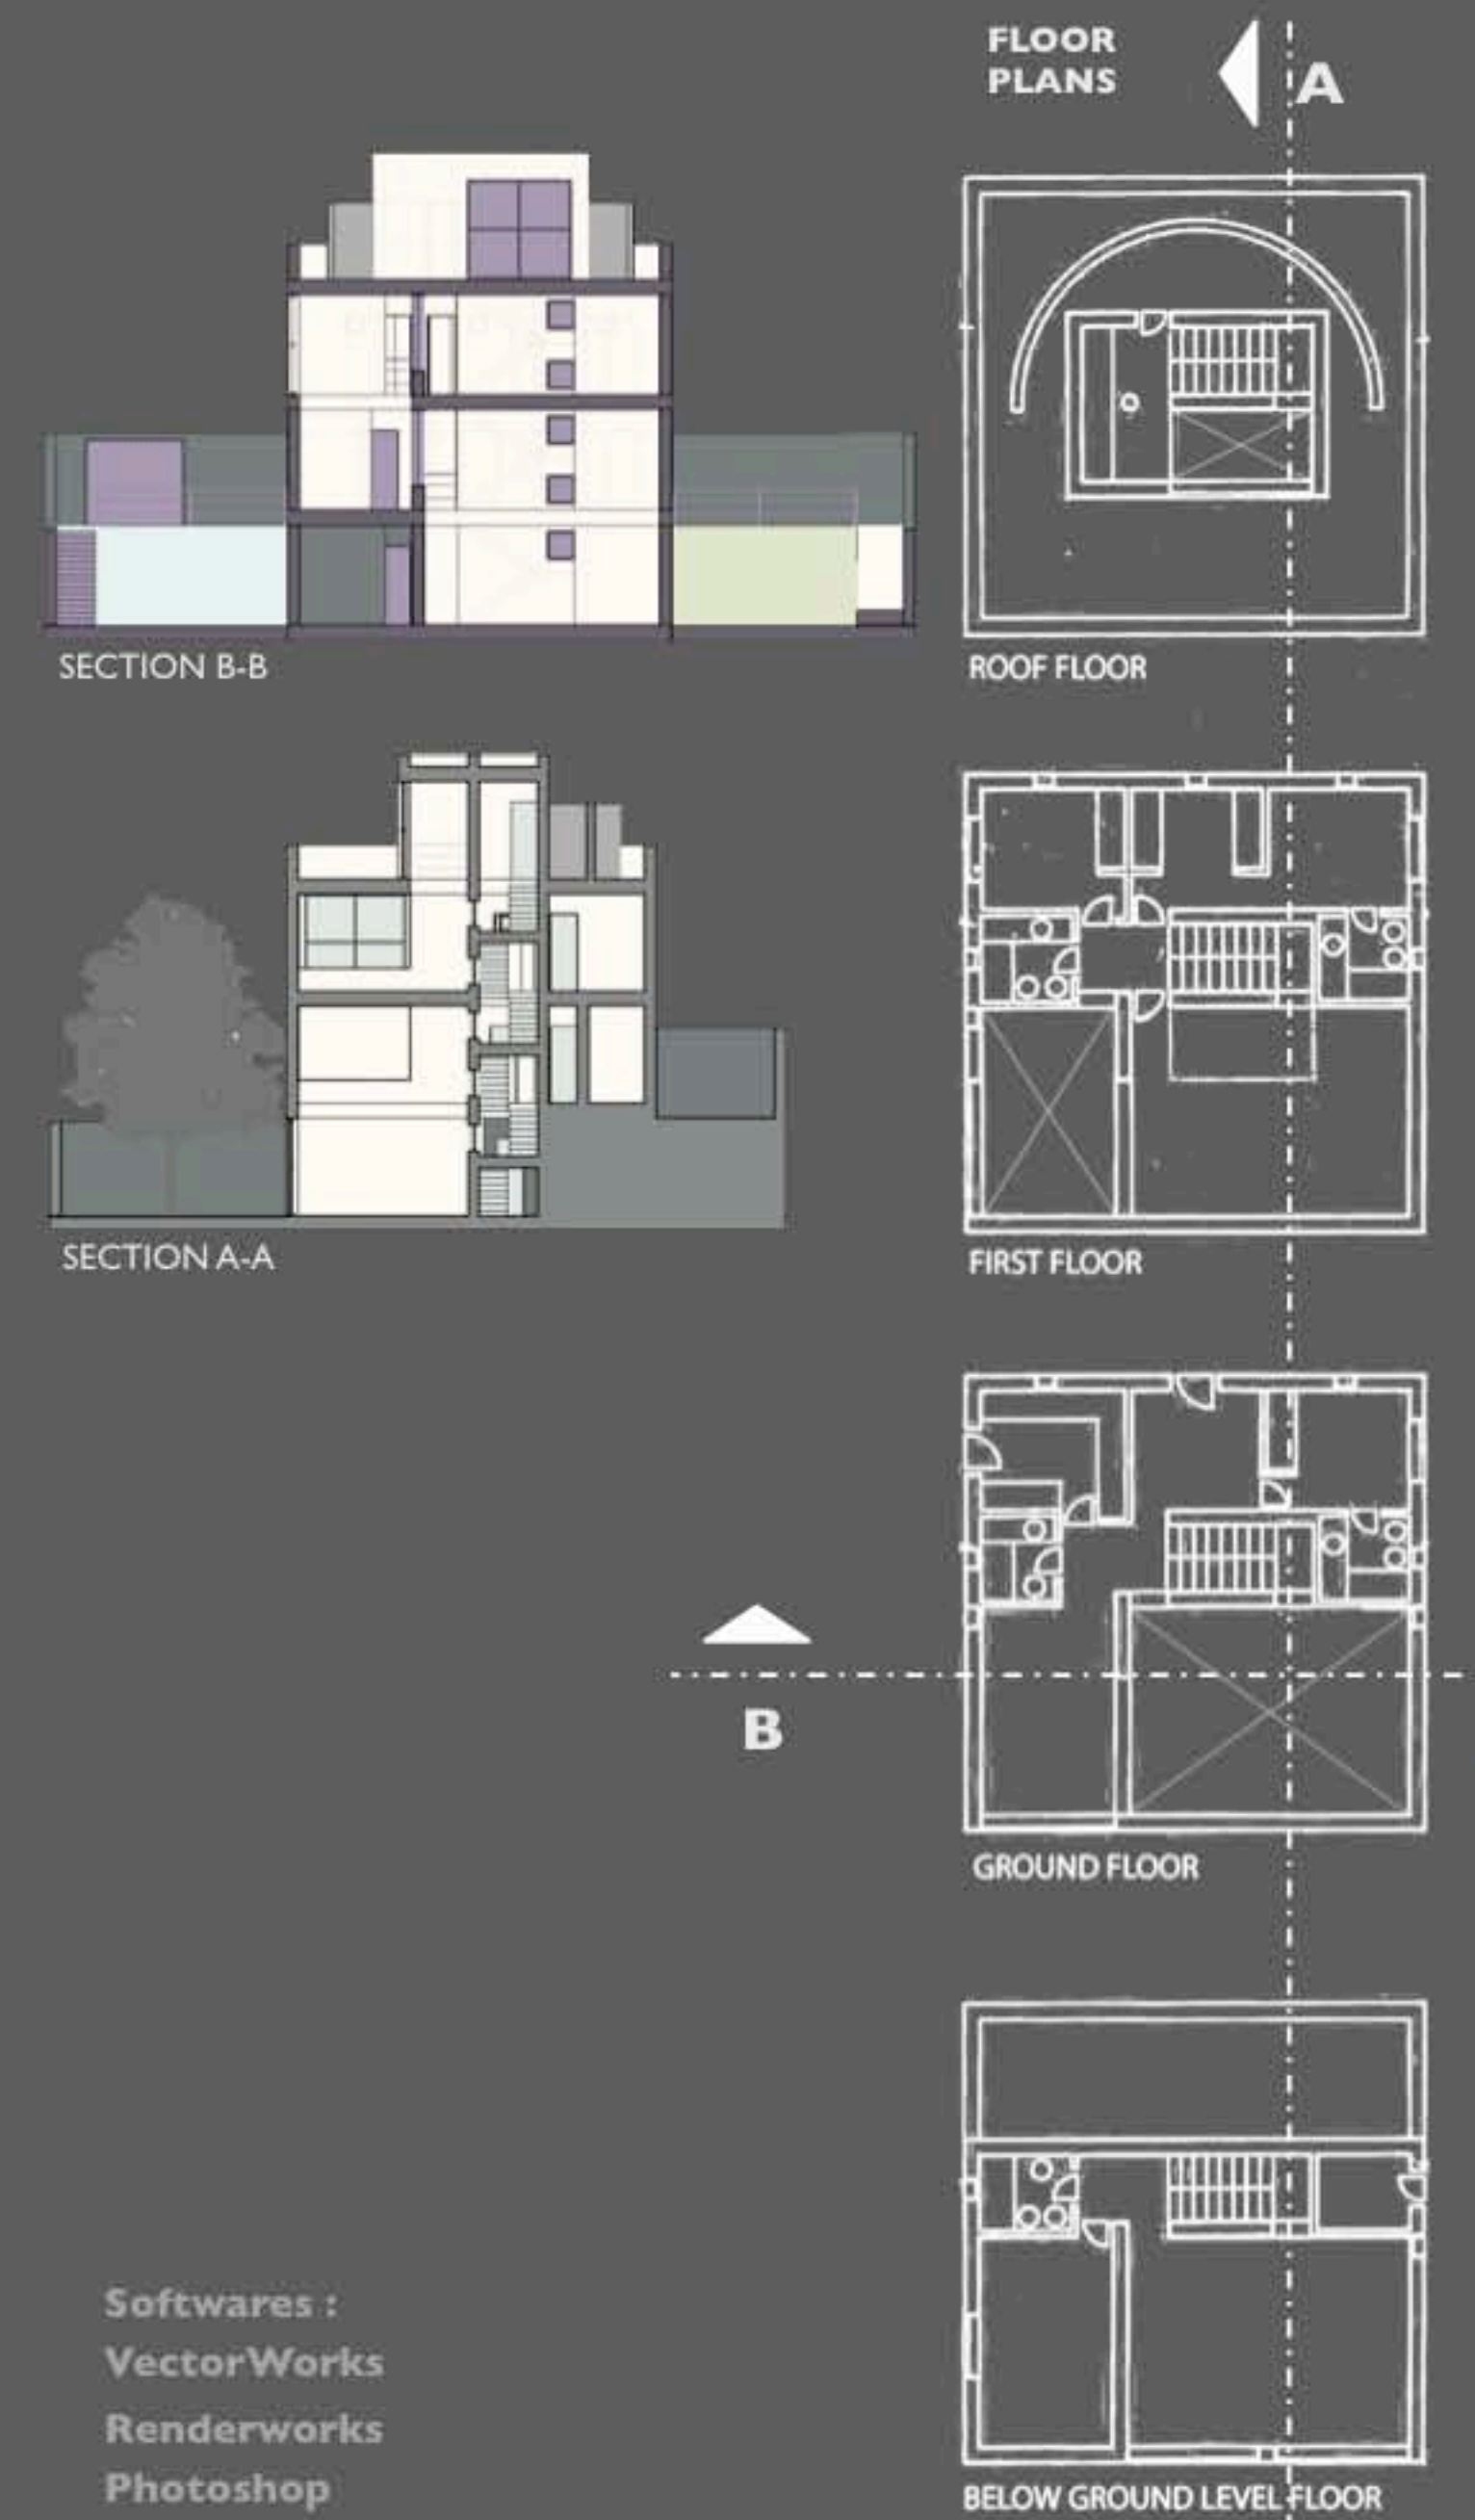 FLOOR
PLANS
A
SECTION B-B
ROOF FLOOR
SECTION A-A
FIRST FLOOR
B
GROUND FLOOR
Softwares :
VectorWorks
Renderworks
Photoshop
BELOW GROUND LEVEL FLOOR